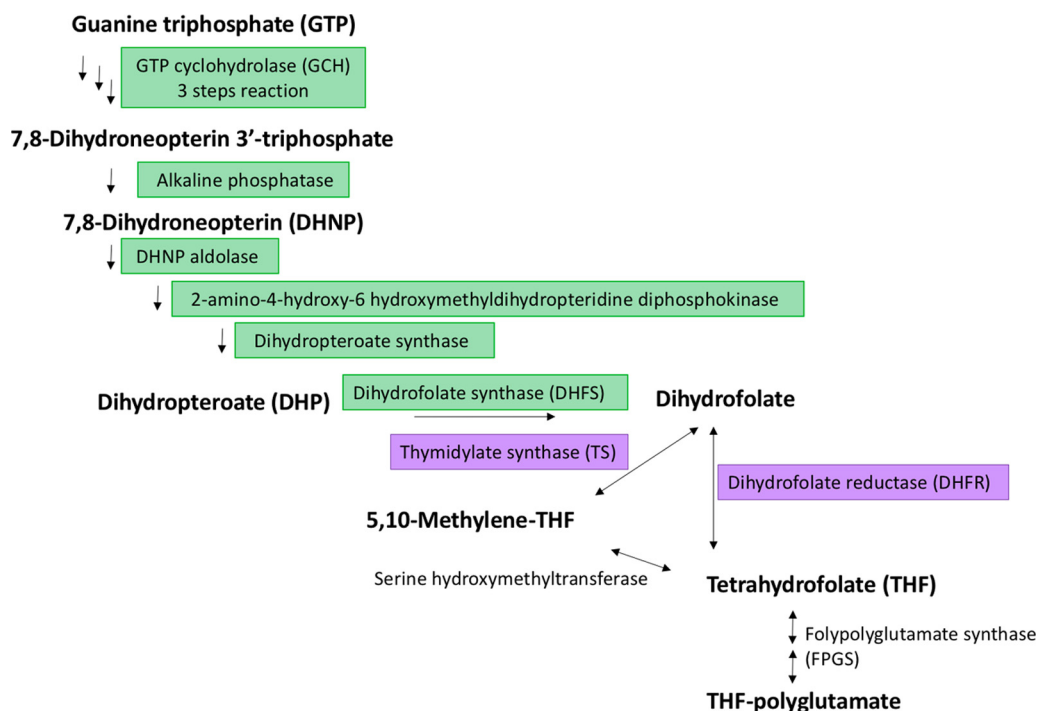 Guanine triphosphate (GTP)
GTP cyclohydrolase (GCH)
3 steps reaction
7,8-Dihydroneopterin 3’-triphosphate
Alkaline phosphatase
7,8-Dihydroneopterin (DHNP)
DHNP aldolase
2-amino-4-hydroxy-6 hydroxymethyldihydropteridine diphosphokinase
Dihydropteroate synthase
Dihydropteroate (DHP)
Dihydrofolate synthase (DHFS)
Dihydrofolate
Thymidylate synthase (TS)
Dihydrofolate reductase (DHFR)
5,10-Methylene-THF
Serine hydroxymethyltransferase
Tetrahydrofolate (THF)
Folypolyglutamate synthase
(FPGS)
THF-polyglutamate